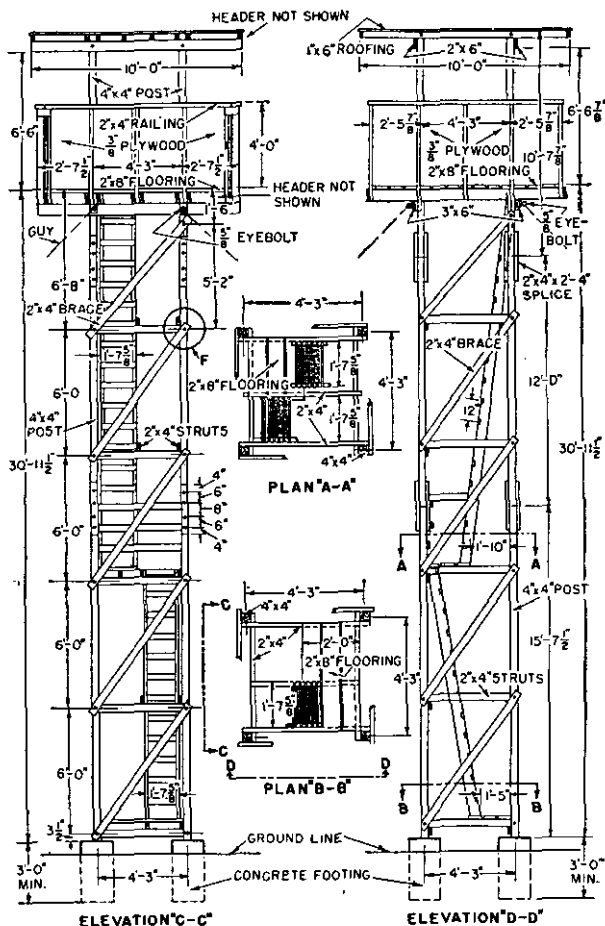 HEADER NOT SHOWN
10'-0"
4"x4" POST
6'-6"
2"x4" RAILING
3/8" PLYWOOD
4'-0"
2'-7 1/2"
4'-3"
2'-7 1/2"
2"x8" FLOORING
HEADER NOT
SHOWN
1'-6"
GUY
5/8"
EYEBOLT
6'-8"
5'-2"
2"x4" BRACE
F
1'-7 5/8"
6'-0
4"x4"
POST
2"x4" STRUTS
30'-11 1/2"
4"
6"
8"
6"
4"
6'-0"
6'-0"
C
C
6'-0"
1'-7 5/8"
3 1/2"
3'-0"
MIN.
4'-3"
ELEVATION "C-C"
4'-3"
2"x8" FLOORING
1'-7 5/8"
4'-3"
2"x4"
1'-7 5/8"
4"x4"
PLAN "A-A"
4'-3"
4"x4"
2"x4"
2'-0"
2"x8" FLOORING
4'-3"
1'-7 5/8"
D
D
PLAN "B-B"
GROUND LINE
CONCRETE FOOTING
1"x6" ROOFING
2"x6"
10'-0"
6'-6 7/8"
2'-5 7/8"
4'-3"
2'-5 7/8"
3/8" PLYWOOD
10'-7 7/8"
2"x8" FLOORING
3"x6"
5/8"
EYE-
BOLT
2"x4"x2'-4"
SPLICE
2"x4" BRACE
12'-0"
12"
30'-11 1/2"
1'-10"
A
A
4"x4" POST
15'-7 1/2"
2"x4" STRUTS
B
1'-5"
B
3'-0"
MIN.
4'-3"
ELEVATION "D-D"